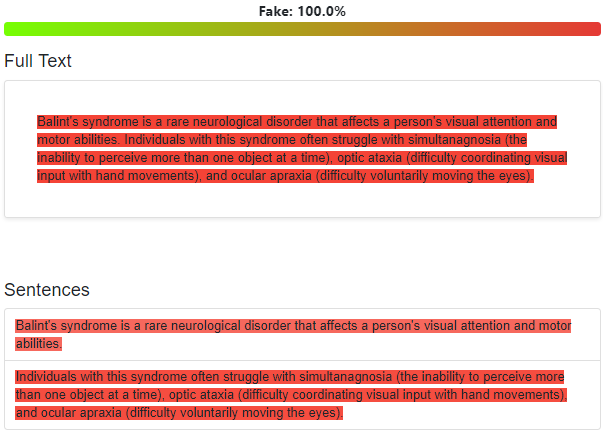 Fake: 100.0%
Full Text
Balint's syndrome is a rare neurological disorder that affects a person's visual attention and
motor abilities. Individuals with this syndrome often struggle with simultanagnosia (the
inability to perceive more than one object at a time), optic ataxia (difficulty coordinating visual
input with hand movements), and ocular apraxia (difficulty voluntarily moving the eyes).
Sentences
Balint's syndrome is a rare neurological disorder that affects a person's visual attention and motor
abilities.
Individuals with this syndrome often struggle with simultanagnosia (the inability to perceive more
than one object at a time), optic ataxia (difficulty coordinating visual input with hand movements),
and ocular apraxia (difficulty voluntarily moving the eyes).